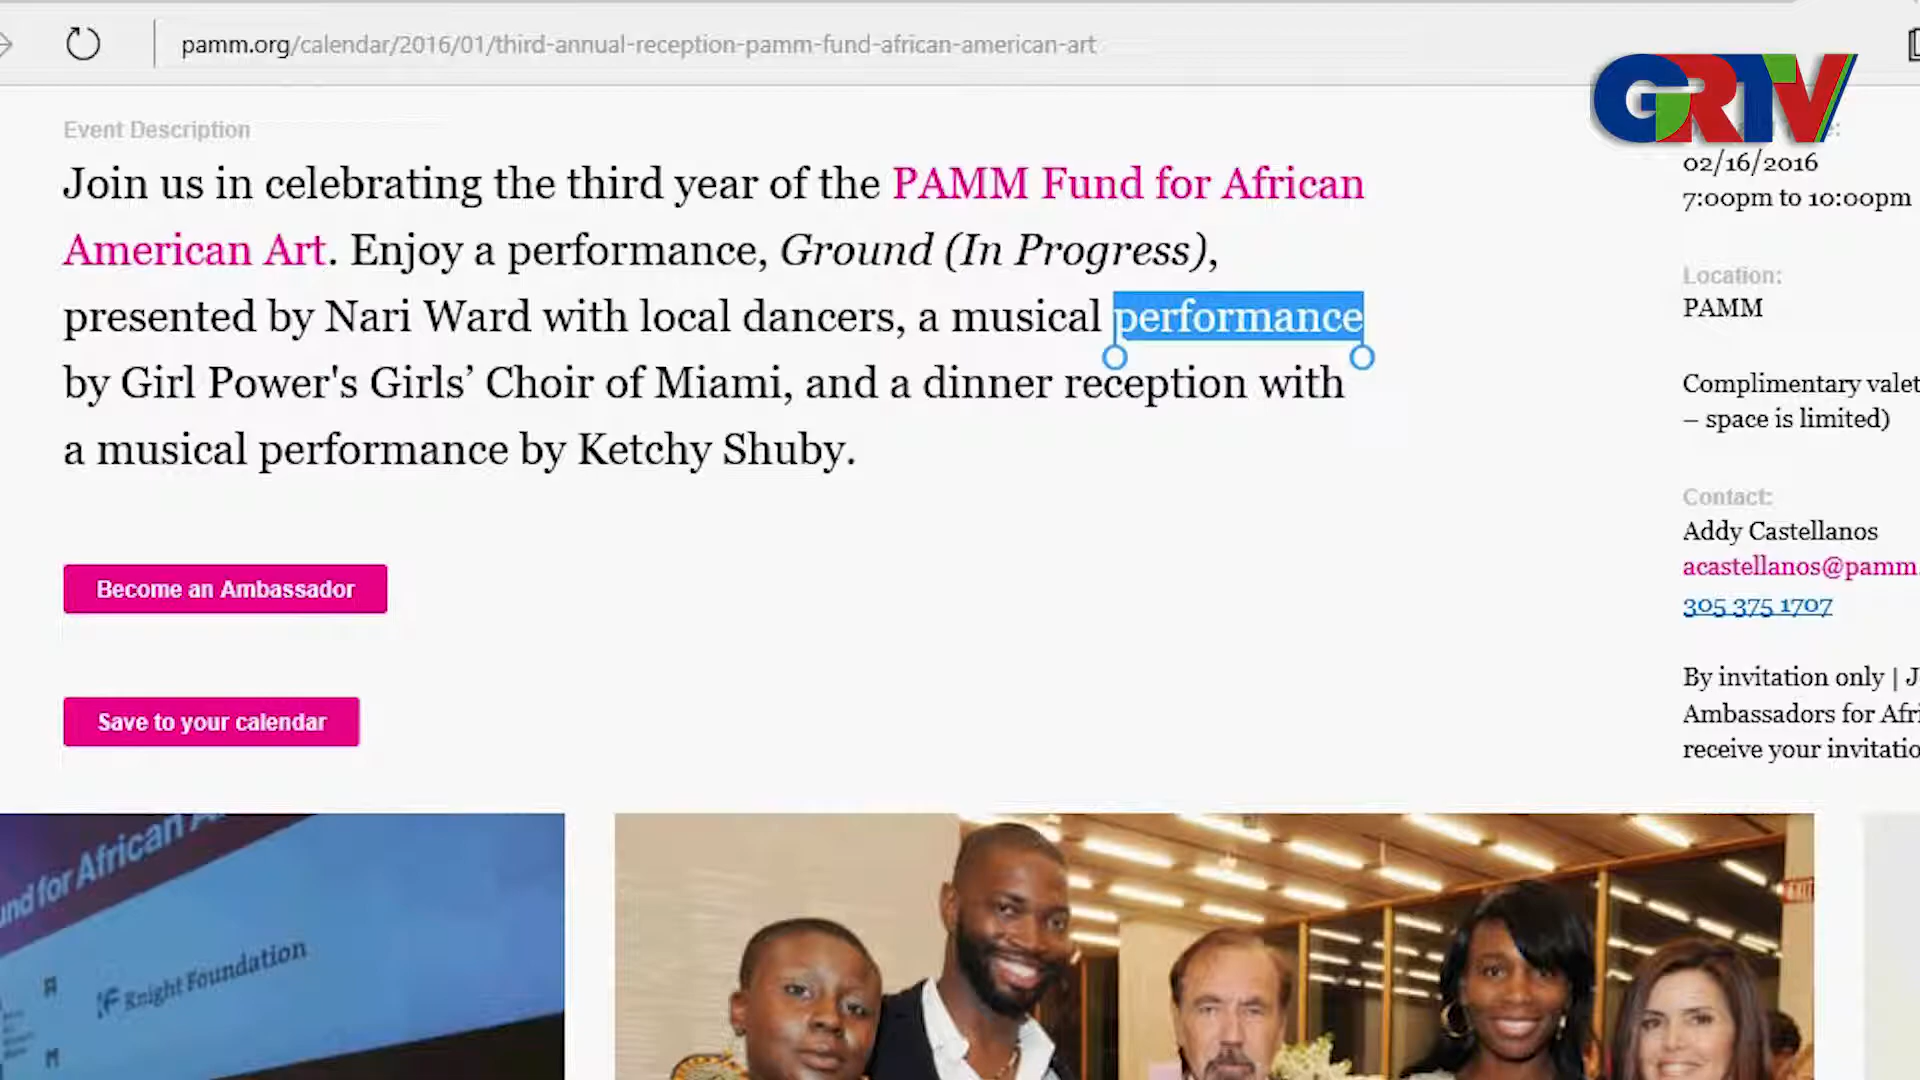 pamm.org/calendar/2016/01/third-annual-reception-pamm-fund-african-american-art
GRTV
Event Description
Join us in celebrating the third year of the PAMM Fund for African
American Art. Enjoy a performance, Ground (In Progress),
presented by Nari Ward with local dancers, a musical performance
by Girl Power's Girls’ Choir of Miami, and a dinner reception with
a musical performance by Ketchy Shuby.
Become an Ambassador
Save to your calendar
02/16/2016
7:00pm to 10:00pm
Location:
PAMM
Complimentary valet
– space is limited)
Contact:
Addy Castellanos
acastellanos@pamm.
305 375 1707
By invitation only | J
Ambassadors for Afri
receive your invitatio
und for African A
Knight Foundation
EXIT